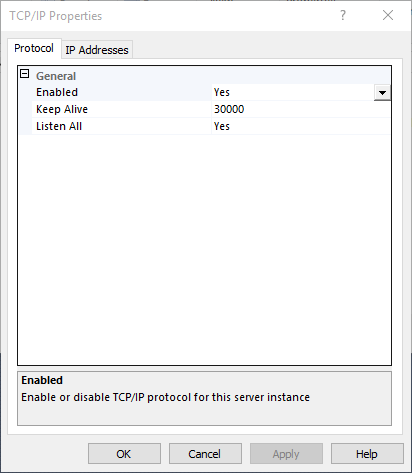 TCP/IP Properties
Protocol IP Addresses
General
Enabled Yes
Keep Alive 30000
Listen All Yes
Enabled
Enable or disable TCP/IP protocol for this server instance
OK Cancel Apply Help